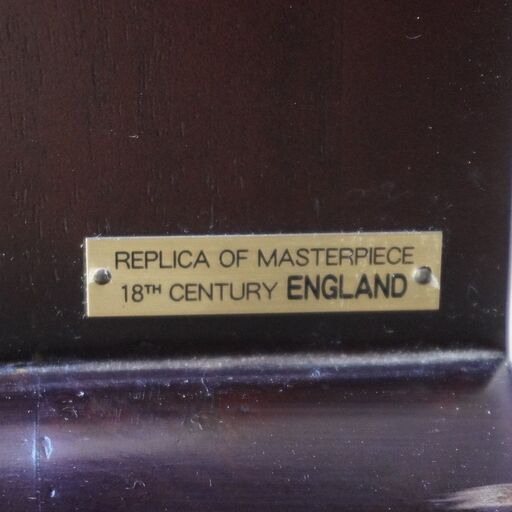 REPLICA OF MASTERPIECE
18TH CENTURY ENGLAND